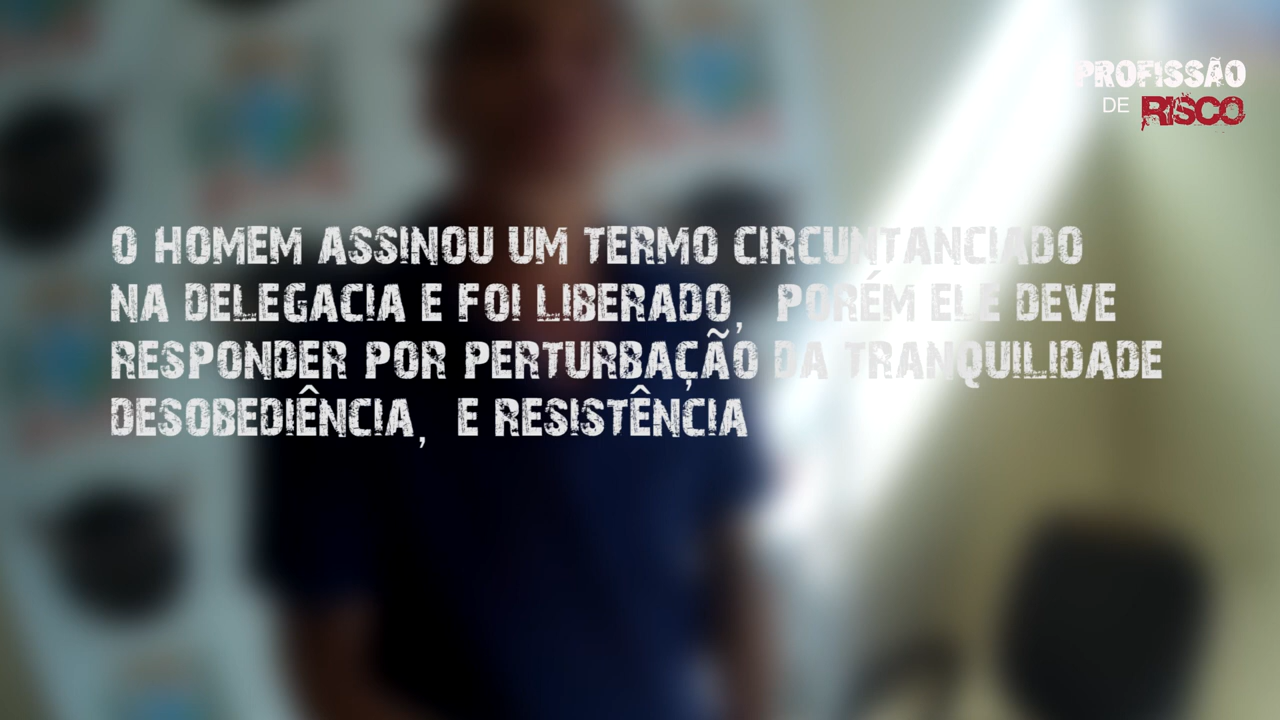 PROFISSÃO
DE RISCO
O HOMEM ASSINOU UM TERMO CIRCUNTANCIADO
NA DELEGACIA E FOI LIBERADO, PORÉM ELE DEVE
RESPONDER POR PERTURBAÇÃO DA TRANQUILIDADE
DESOBEDIÊNCIA, E RESISTÊNCIA